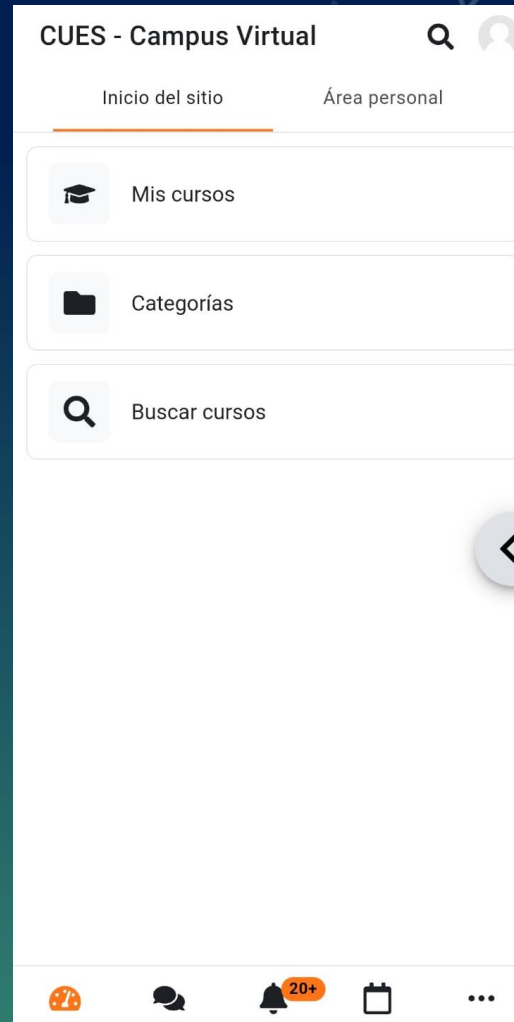 CUES - Campus Virtual
Inicio del sitio Área personal
Mis cursos
Categorías
Buscar cursos
20+